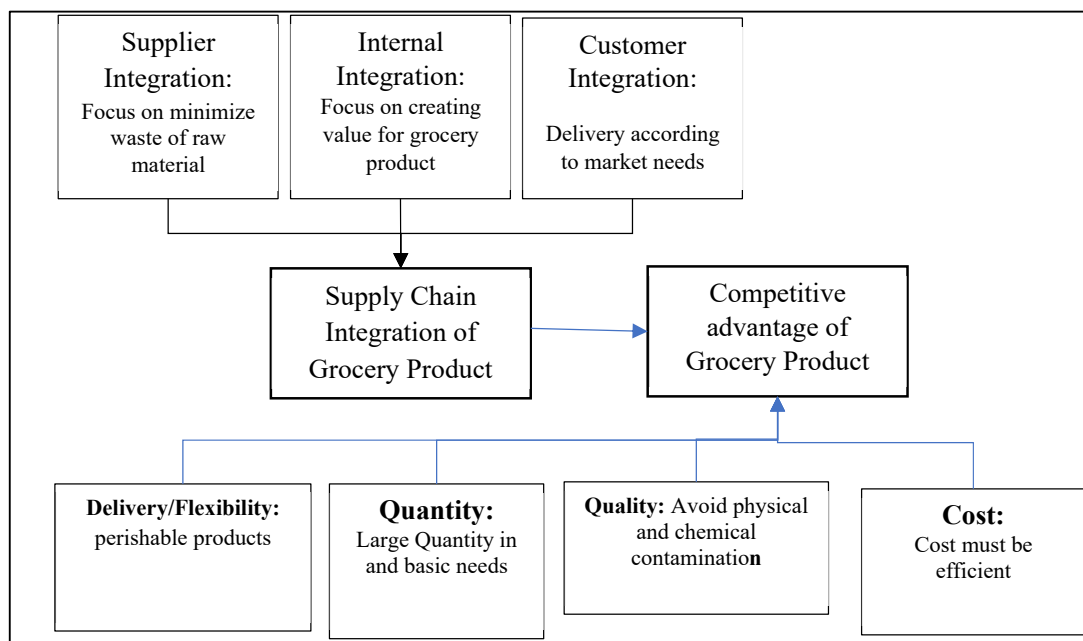 Supplier
Integration:
Focus on minimize
waste of raw
material
Internal
Integration:
Focus on creating
value for grocery
product
Customer
Integration:
Delivery according
to market needs
Supply Chain
Integration of
Grocery Product
Competitive
advantage of
Grocery Product
Delivery/Flexibility:
perishable products
Quantity:
Large Quantity in
and basic needs
Quality: Avoid physical
and chemical
contamination
Cost:
Cost must be
efficient